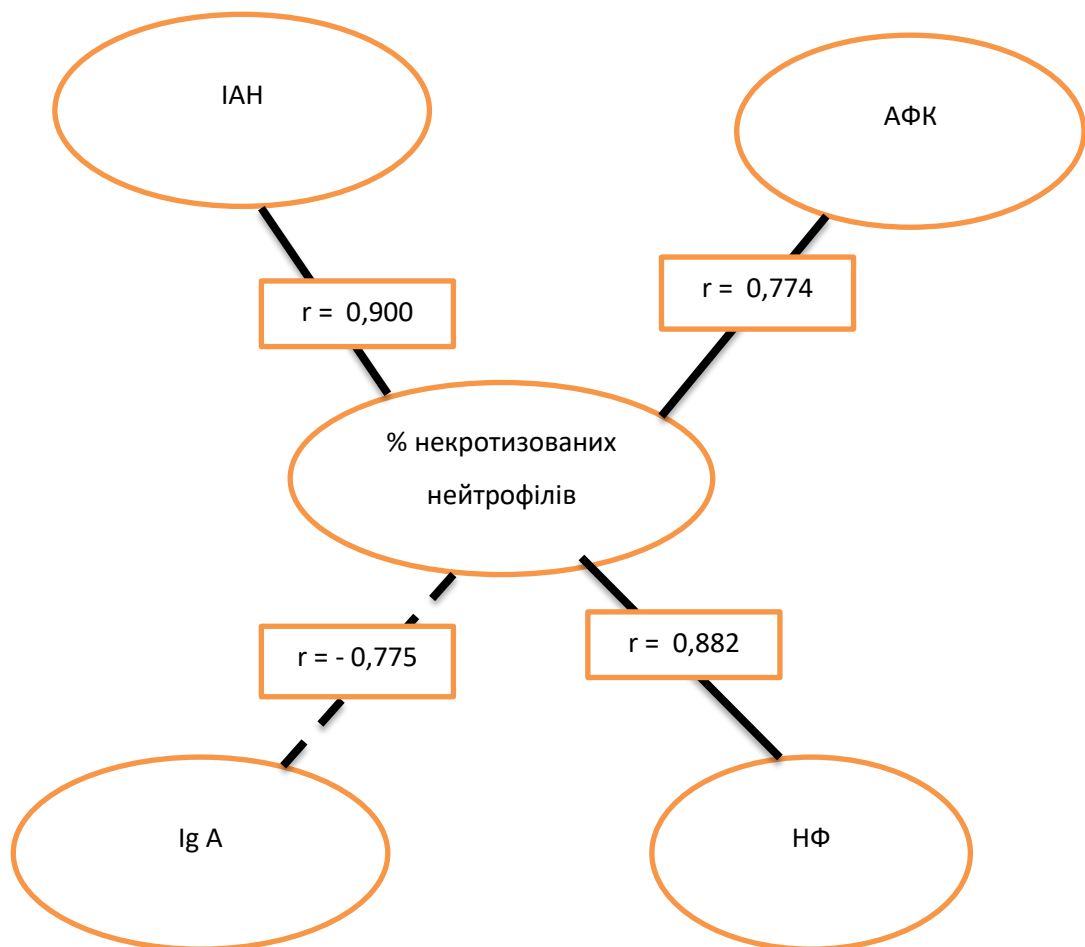 ІАН
АФК
r = 0,774
r = 0,900
% некротизованих
нейтрофілів
r = - 0,775
r = 0,882
Ig A
НФ